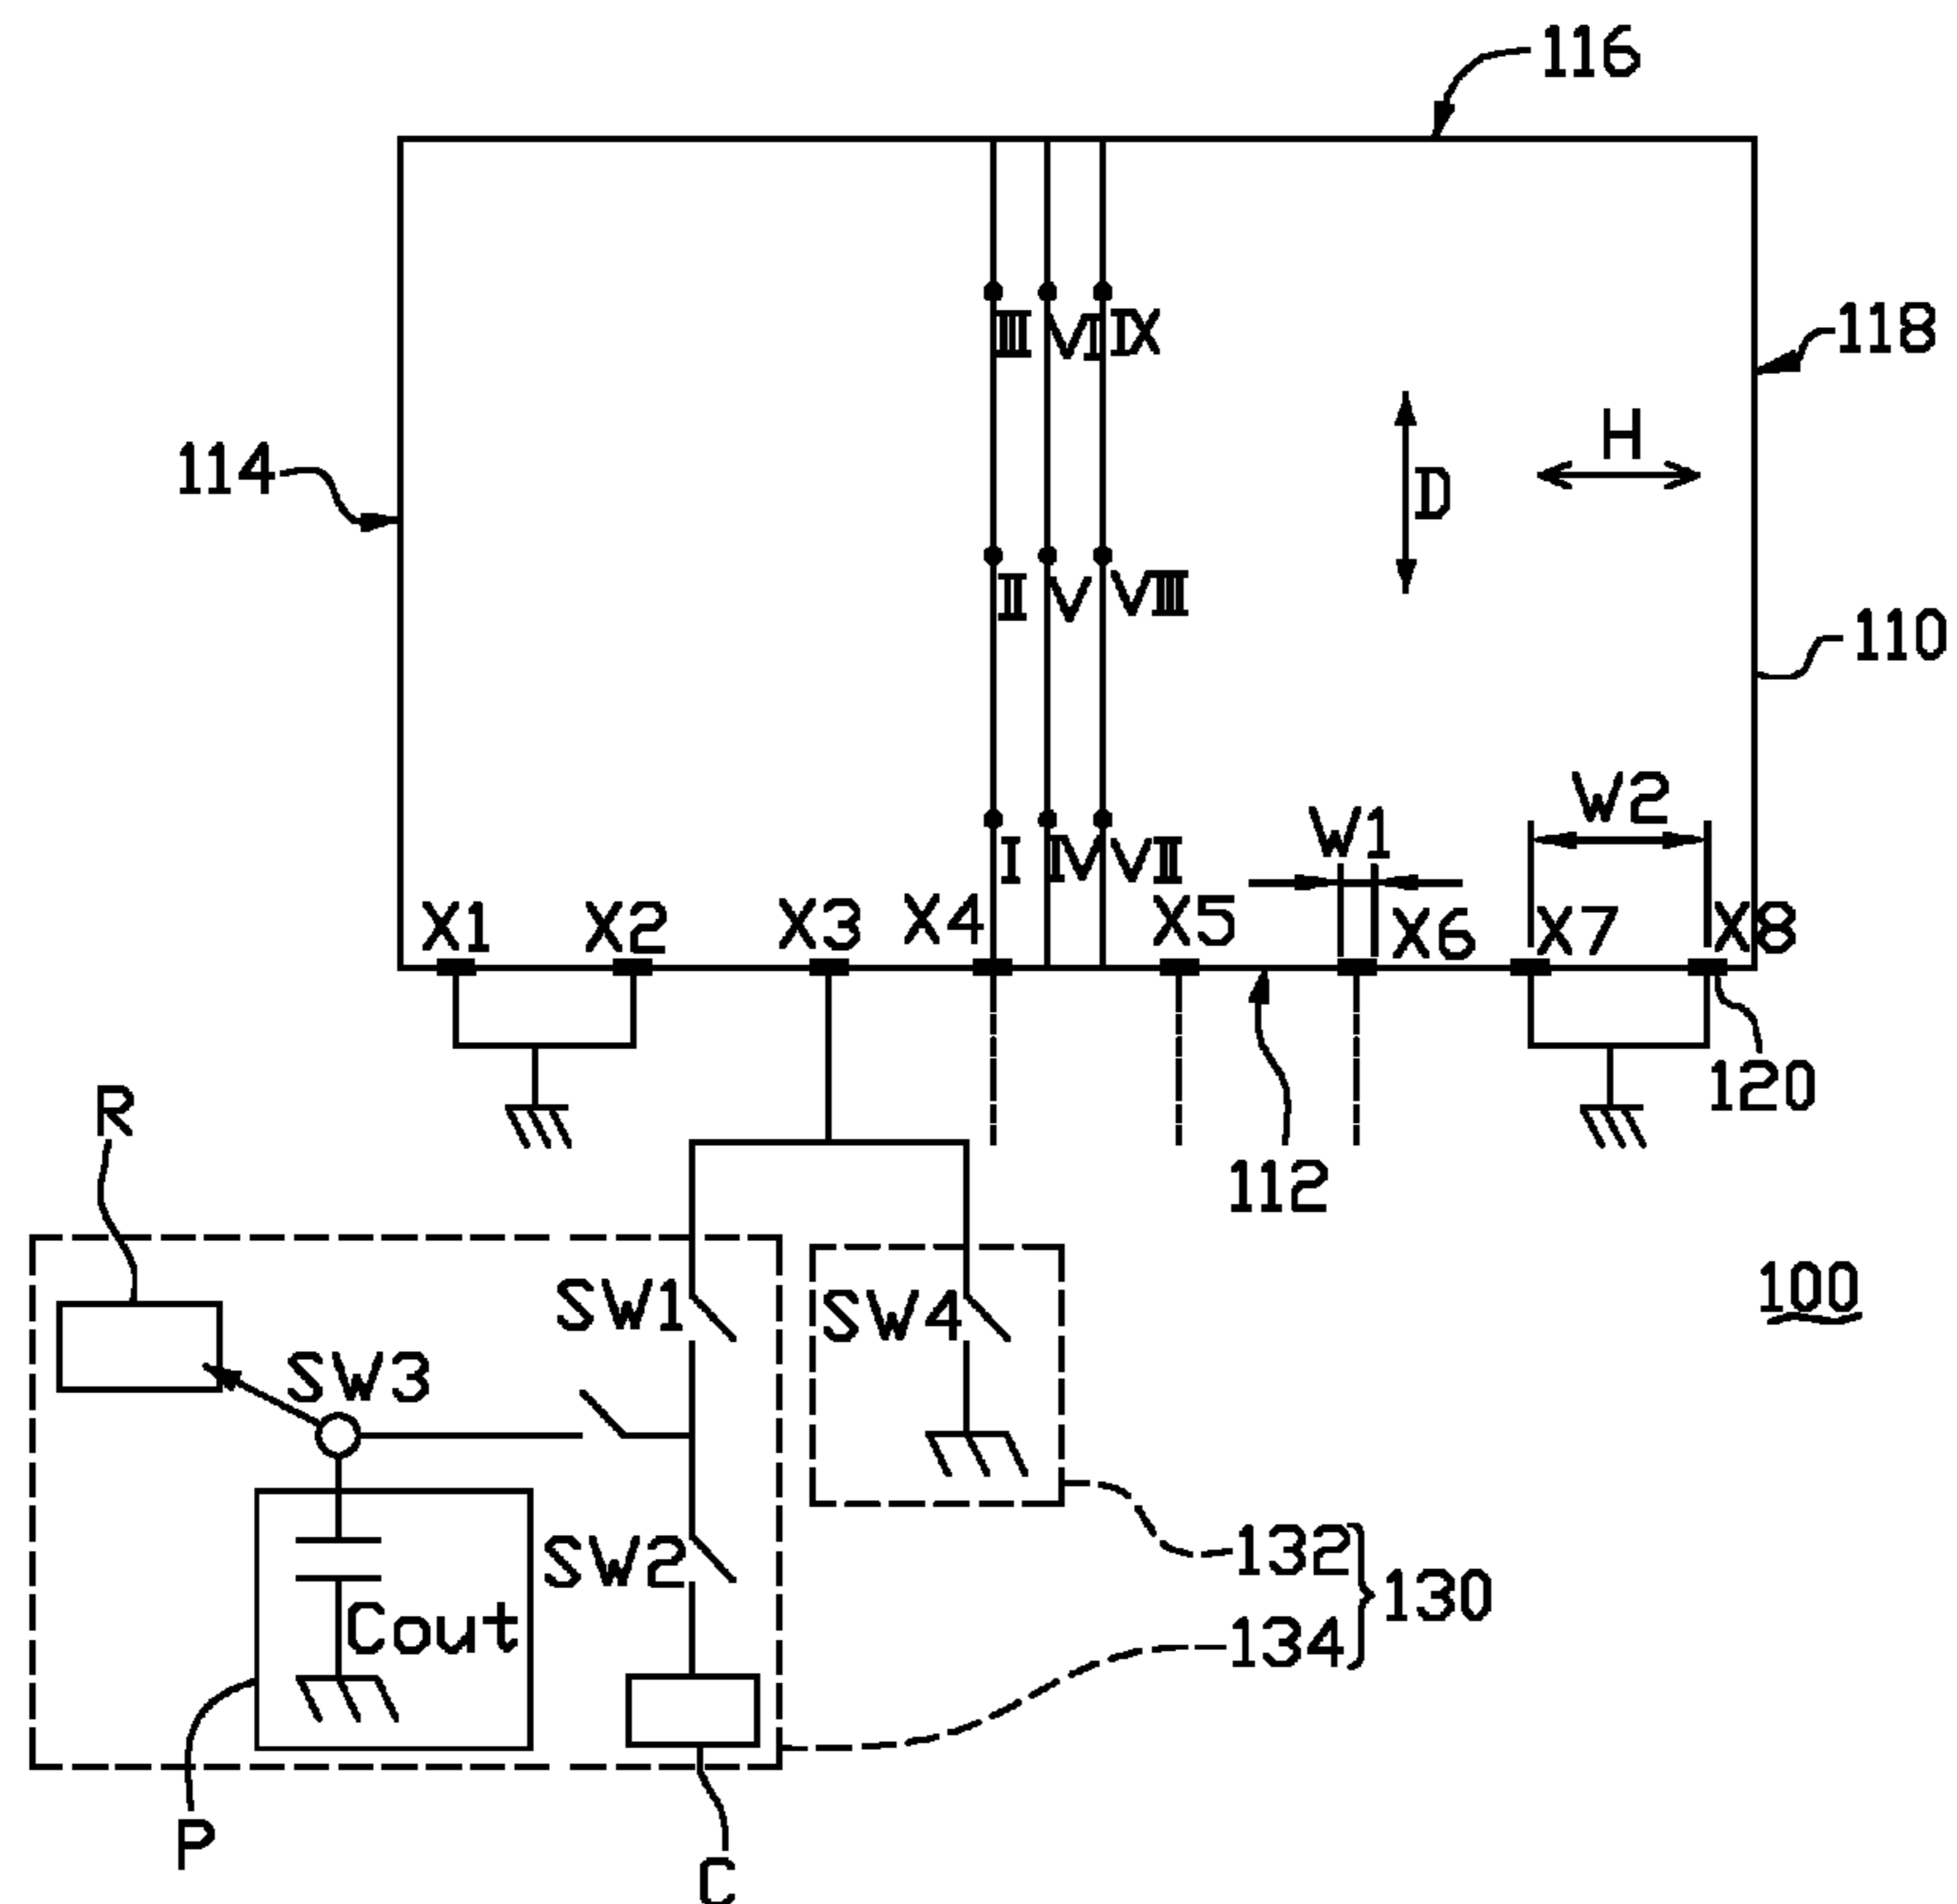 116
III VI IX
118
H
114
D
II V VIII
110
W2
W1
I IV VII
X1 X2 X3 X4 X5 X6 X7 X8
R
120
112
SW1
SW4
100
SW3
SW2
132
130
Cout
134
P
C